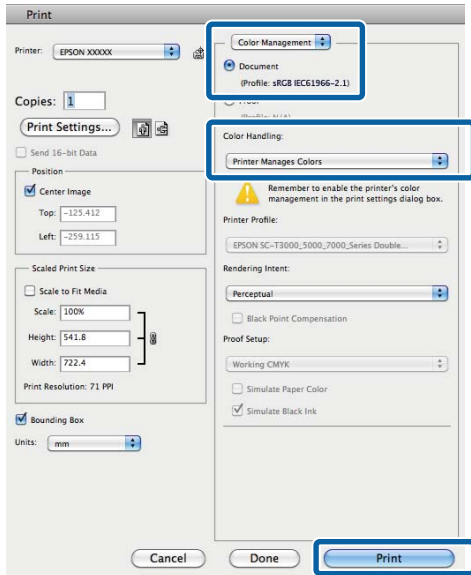 Print
Printer: EPSON XXXXX
Copies: 1
Print Settings...
Send 16-bit Data
Position
Center Image
Top: -125.412
Left: -259.115
Scaled Print Size
Scale to Fit Media
Scale: 100%
Height: 541.8
Width: 722.4
Print Resolution: 71 PPI
Bounding Box
Units: mm
Color Management
Document
(Profile: sRGB IEC61966-2.1)
Color Handling:
Printer Manages Colors
Remember to enable the printer's color
management in the print settings dialog box.
Printer Profile:
EPSON SC-T3000_5000_7000_Series Double...
Rendering Intent:
Perceptual
Black Point Compensation
Proof Setup:
Working CMYK
Simulate Paper Color
Simulate Black Ink
Cancel
Done
Print